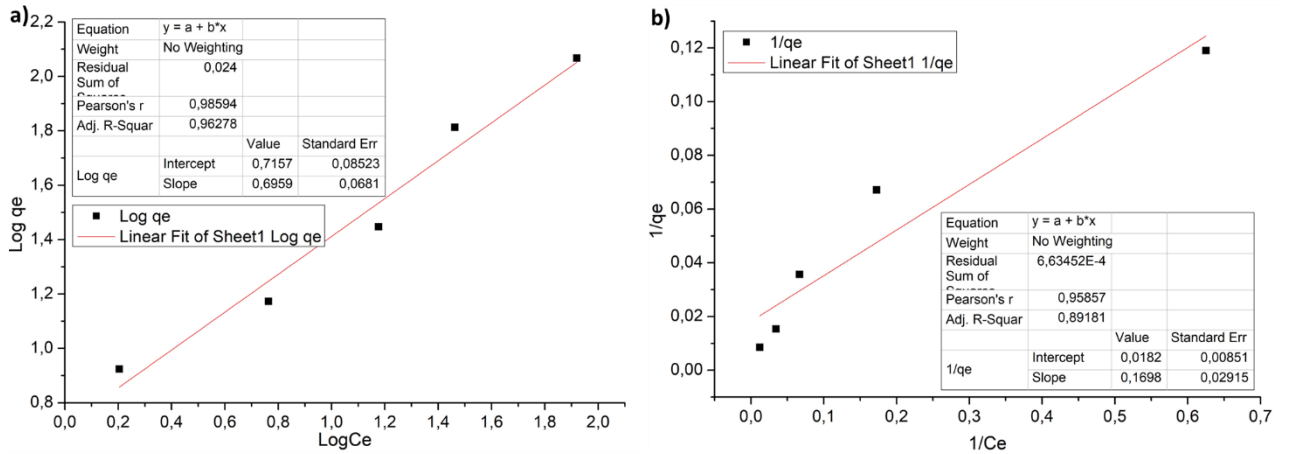 a)
Log qe
2,2
2,0
1,8
1,6
1,4
1,2
1,0
0,8
Equation y = a + b*x
Weight No Weighting
Residual 0,024
Sum of
Pearson's r 0,98594
Adj. R-Squar 0,96278
Value Standard Err
Log qe
Intercept 0,7157 0,08523
Slope 0,6959 0,0681
Log qe
Linear Fit of Sheet1 Log qe
0,0 0,2 0,4 0,6 0,8 1,0 1,2 1,4 1,6 1,8 2,0
LogCe
b)
1/qe
0,12
0,10
0,08
0,06
0,04
0,02
0,00
1/qe
Linear Fit of Sheet1 1/qe
Equation y = a + b*x
Weight No Weighting
Residual 6,63452E-4
Sum of
Pearson's r 0,95857
Adj. R-Squar 0,89181
Value Standard Err
1/qe
Intercept 0,0182 0,00851
Slope 0,1698 0,02915
0,0 0,1 0,2 0,3 0,4 0,5 0,6 0,7
1/Ce